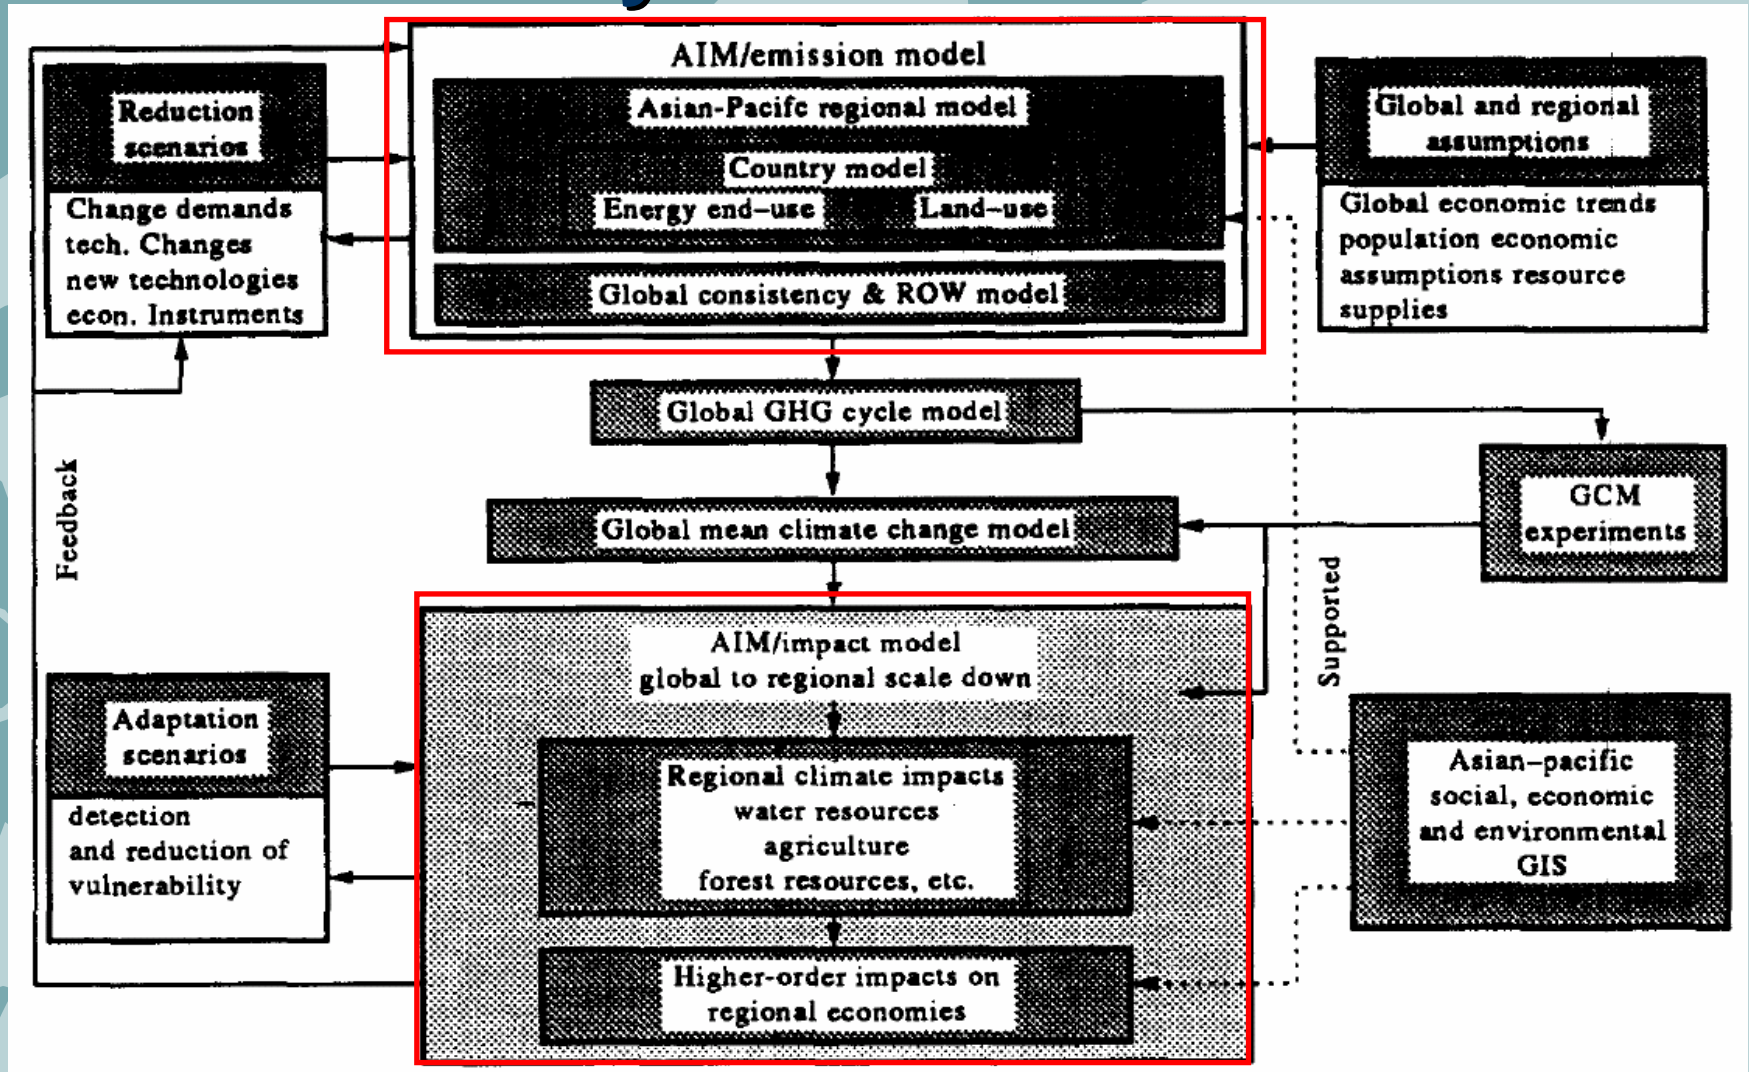 AIM/emission model
Asian-Pacifc regional model
Country model
Energy end-use
Land-use
Global consistency & ROW model
Reduction
scenarios
Change demands
tech. Changes
new technologies
econ. Instruments
Global and regional
assumptions
Global economic trends
population economic
assumptions resource
supplies
Global GHG cycle model
Global mean climate change model
GCM
experiments
Feedback
Supported
AIM/impact model
global to regional scale down
Regional climate impacts
water resources
agriculture
forest resources, etc.
Higher-order impacts on
regional economies
Adaptation
scenarios
detection
and reduction of
vulnerability
Asian-pacific
social, economic
and environmental
GIS